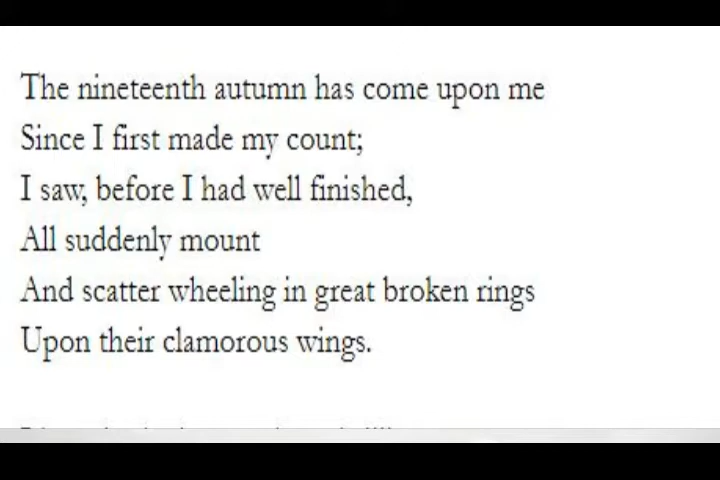 The nineteenth autumn has come upon me
Since I first made my count;
I saw, before I had well finished,
All suddenly mount
And scatter wheeling in great broken rings
Upon their clamorous wings.